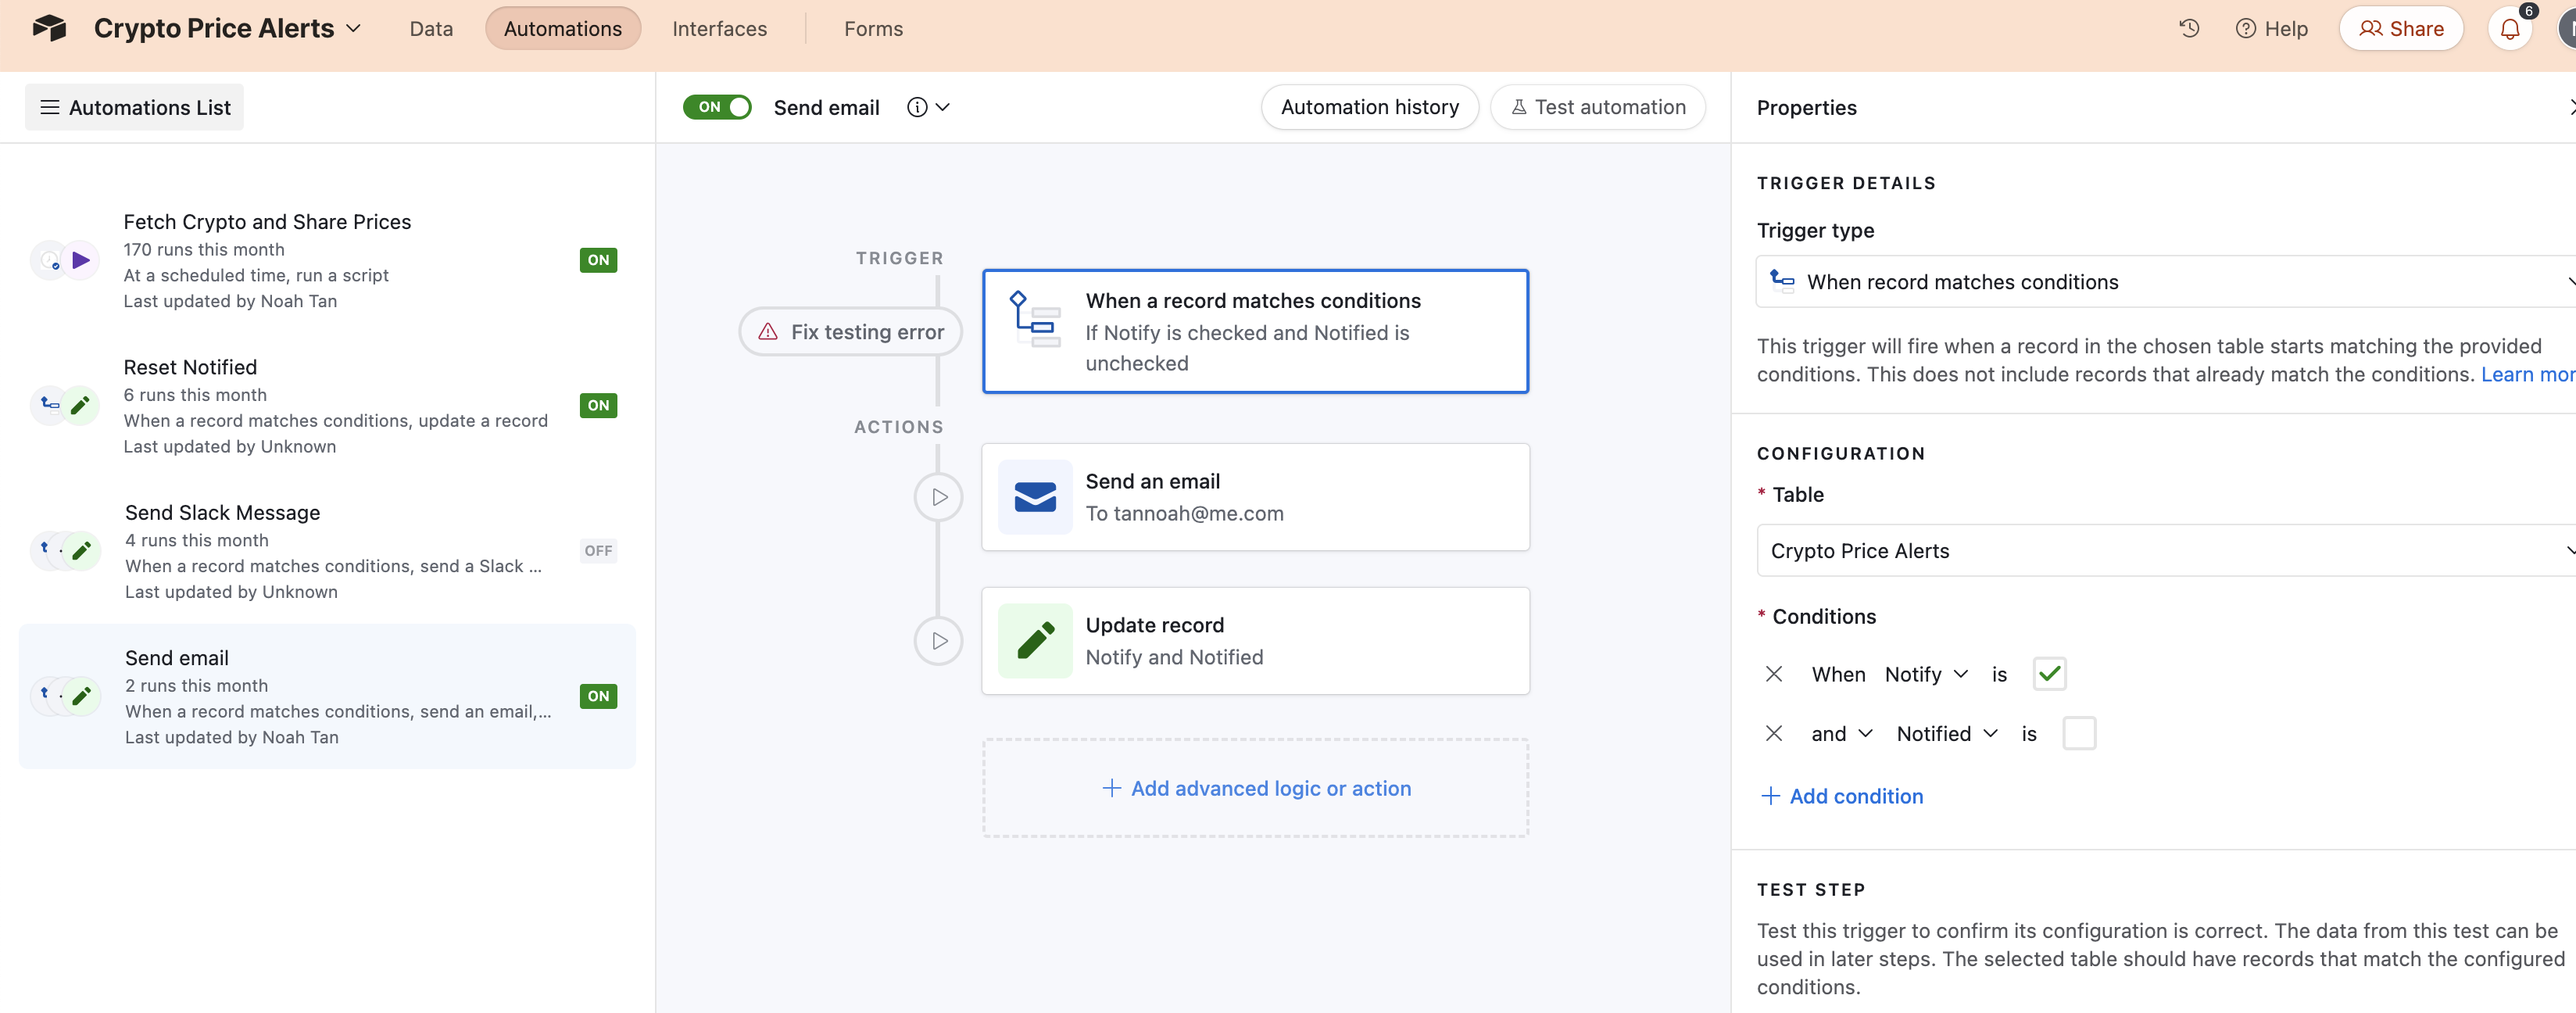 Crypto Price Alerts
Data
Automations
Interfaces
Forms
Help
Share
6
Automations List
Fetch Crypto and Share Prices
170 runs this month
At a scheduled time, run a script
Last updated by Noah Tan
ON
Reset Notified
6 runs this month
When a record matches conditions, update a record
Last updated by Unknown
ON
Send Slack Message
4 runs this month
When a record matches conditions, send a Slack ...
Last updated by Unknown
OFF
Send email
2 runs this month
When a record matches conditions, send an email,...
Last updated by Noah Tan
ON
ON
Send email
Automation history
Test automation
TRIGGER
Fix testing error
When a record matches conditions
If Notify is checked and Notified is
unchecked
ACTIONS
Send an email
To tannoah@me.com
Update record
Notify and Notified
Add advanced logic or action
Properties
TRIGGER DETAILS
Trigger type
When record matches conditions
This trigger will fire when a record in the chosen table starts matching the provided
conditions. This does not include records that already match the conditions. Learn mor
CONFIGURATION
* Table
Crypto Price Alerts
* Conditions
When Notify is
and Notified is
Add condition
TEST STEP
Test this trigger to confirm its configuration is correct. The data from this test can be
used in later steps. The selected table should have records that match the configured
conditions.